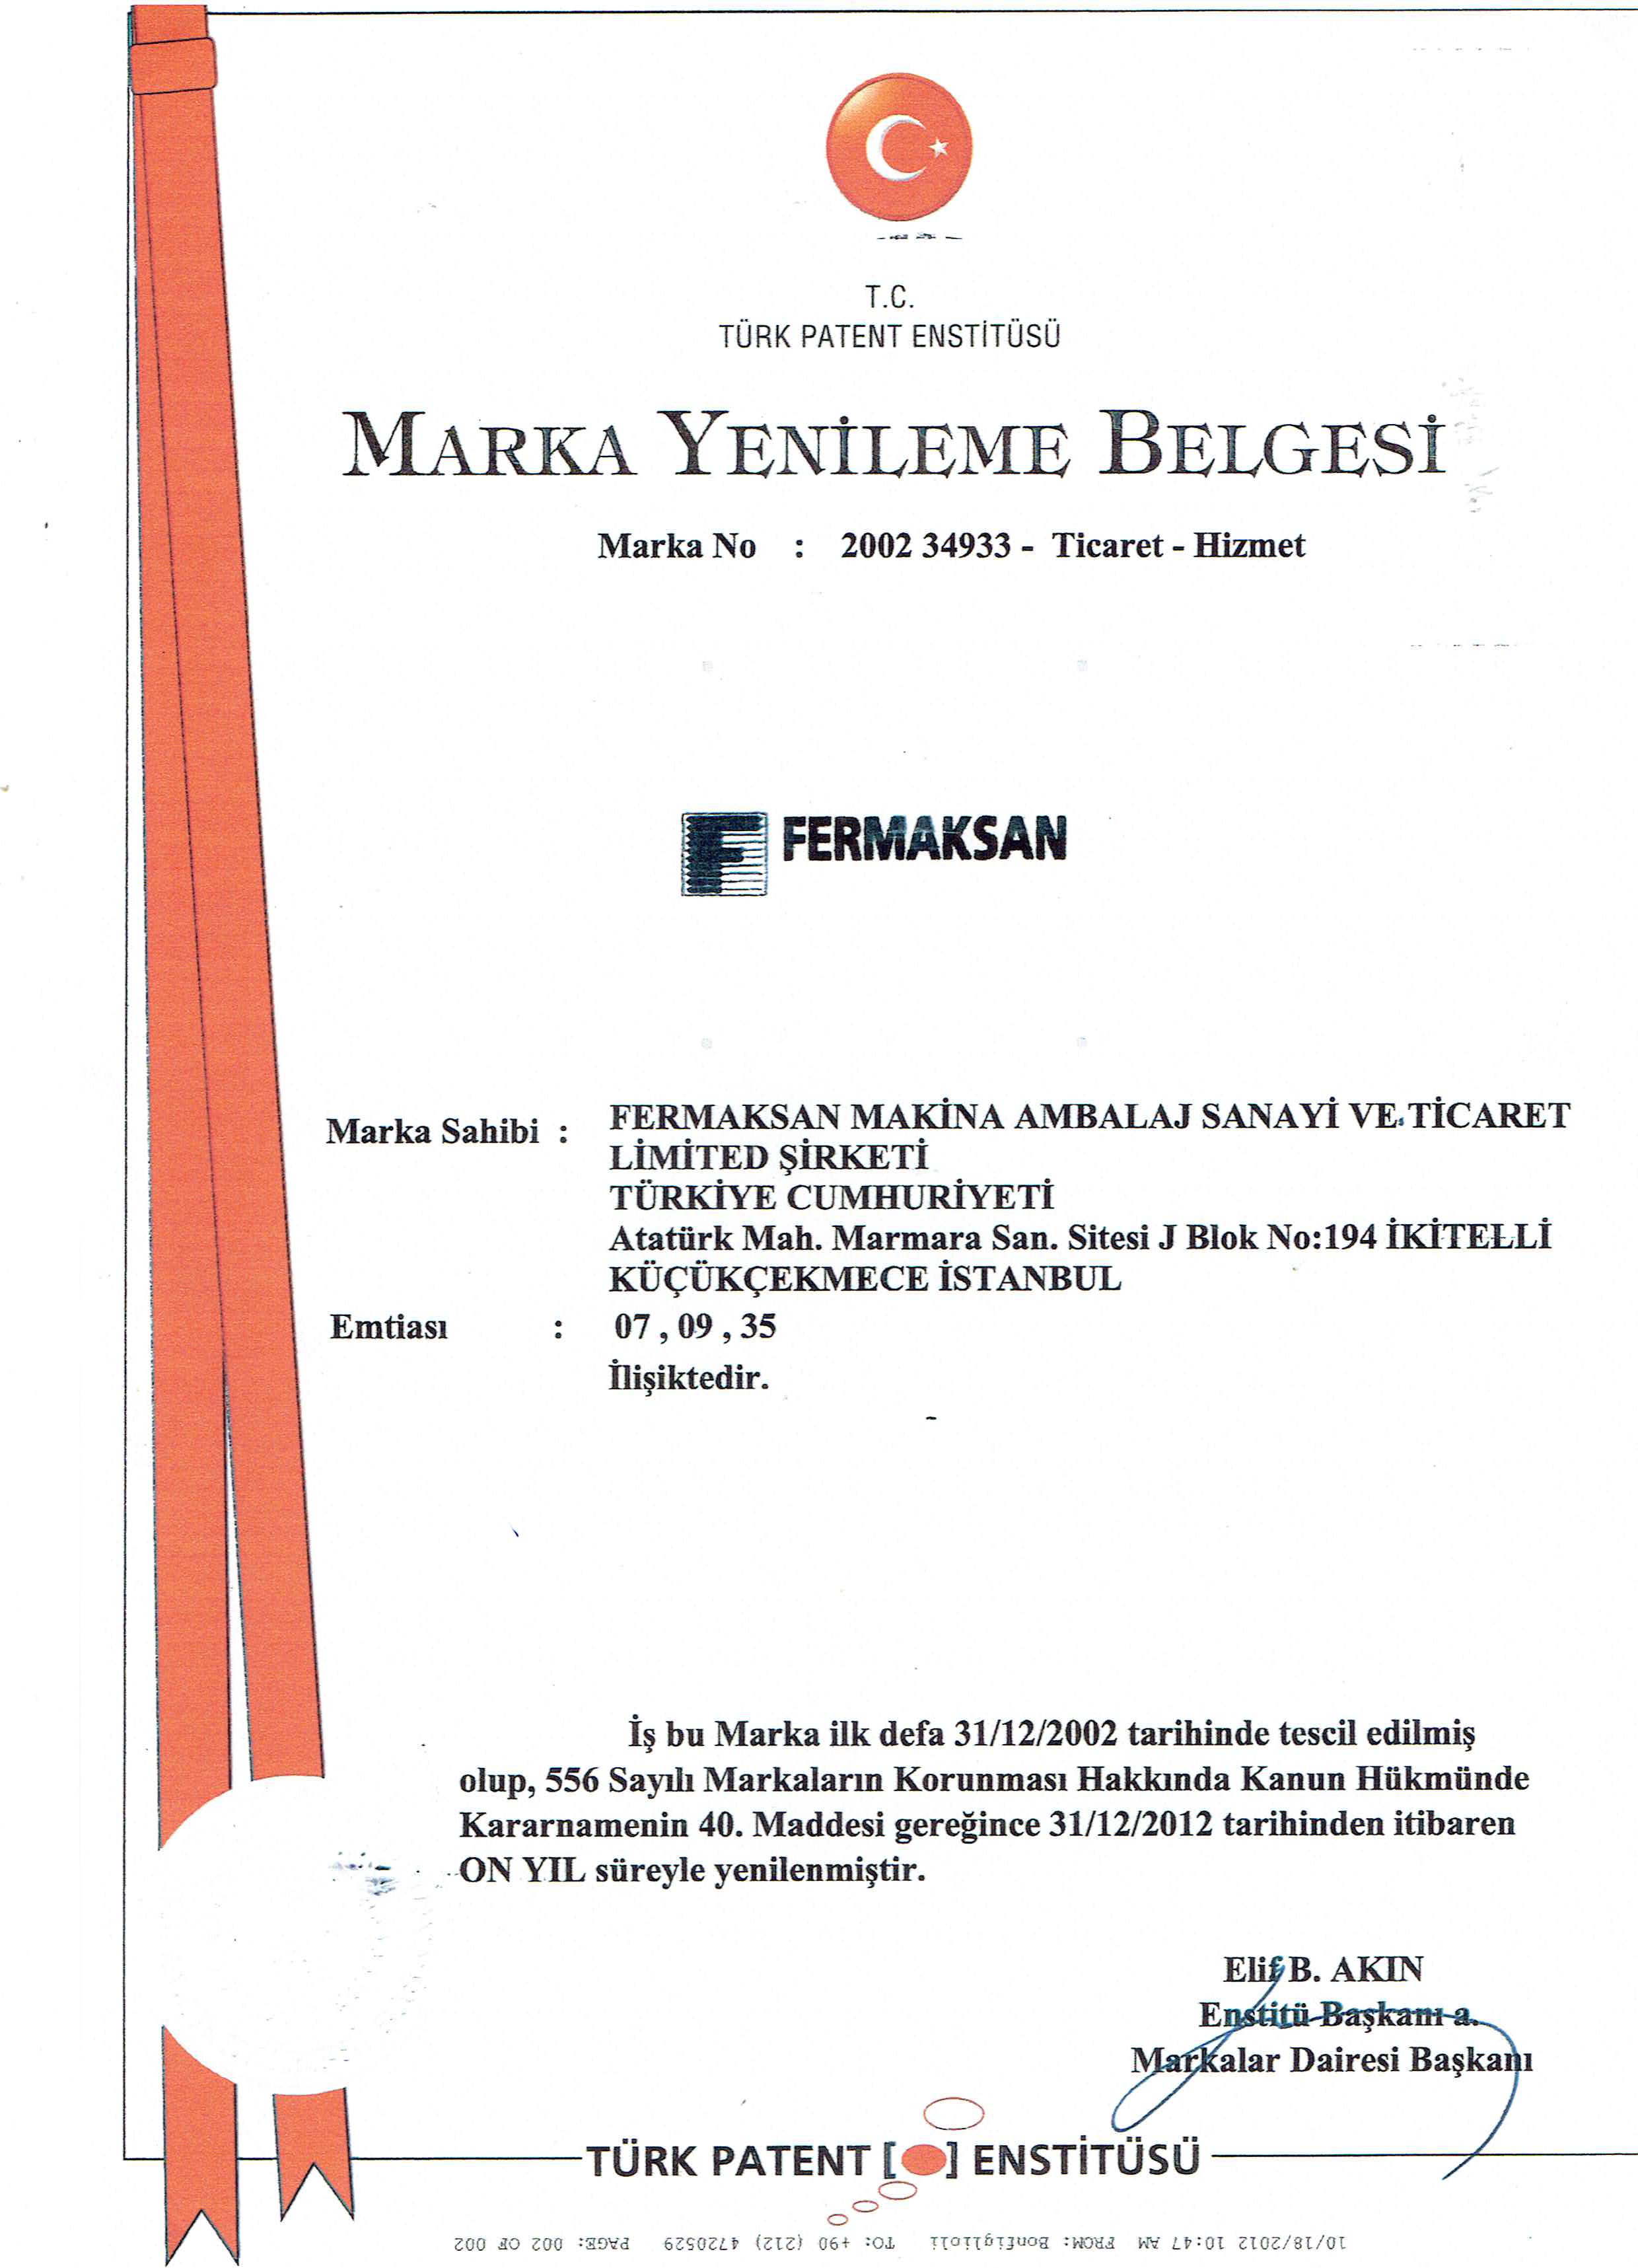 T.C.
TÜRK PATENT ENSTİTÜSÜ
MARKA YENİLEME BELGESİ
Marka No : 2002 34933 - Ticaret - Hizmet
F FERMAKSAN
Marka Sahibi : FERMAKSAN MAKİNA AMBALAJ SANAYİ VE TİCARET
LİMİTED ŞİRKETİ
TÜRKİYE CUMHURİYETİ
Atatürk Mah. Marmara San. Sitesi J Blok No:194 İKİTELLİ
KÜÇÜKÇEKMECE İSTANBUL
Emtiası : 07 , 09 , 35
İlişiktedir.
İş bu Marka ilk defa 31/12/2002 tarihinde tescil edilmiş
olup, 556 Sayılı Markaların Korunması Hakkında Kanun Hükmünde
Kararnamenin 40. Maddesi gereğince 31/12/2012 tarihinden itibaren
ON YIL süreyle yenilenmiştir.
Elif B. AKIN
Enstitü Başkanı a.
Markalar Dairesi Başkanı
TÜRK PATENT [ ] ENSTİTÜSÜ
10/18/2012 10:47 AM FROM: Bonfiglioli TO: +90 (212) 4720529 PAGE: 002 OF 002